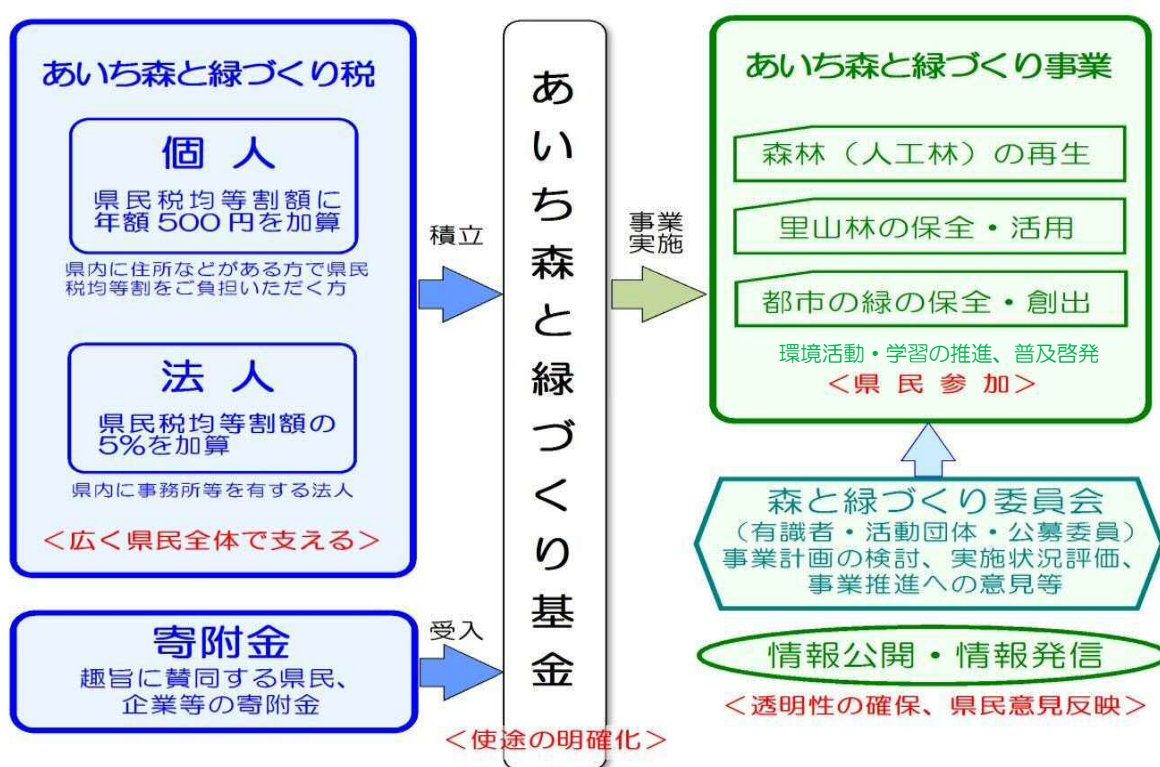 あいち森と緑づくり税
個人
県民税均等割額に
年額500円を加算
県内に住所などがある方で県民
税均等割をご負担いただく方
法人
県民税均等割額の
5%を加算
県内に事務所等を有する法人
<広く県民全体で支える>
寄附金
趣旨に賛同する県民、
企業等の寄附金
積立
受入
あいち森と緑づくり基金
<使途の明確化>
事業
実施
あいち森と緑づくり事業
森林(人工林)の再生
里山林の保全・活用
都市の緑の保全・創出
環境活動・学習の推進、普及啓発
<県民参加>
森と緑づくり委員会
(有識者・活動団体・公募委員)
事業計画の検討、実施状況評価、
事業推進への意見等
情報公開・情報発信
<透明性の確保、県民意見反映>